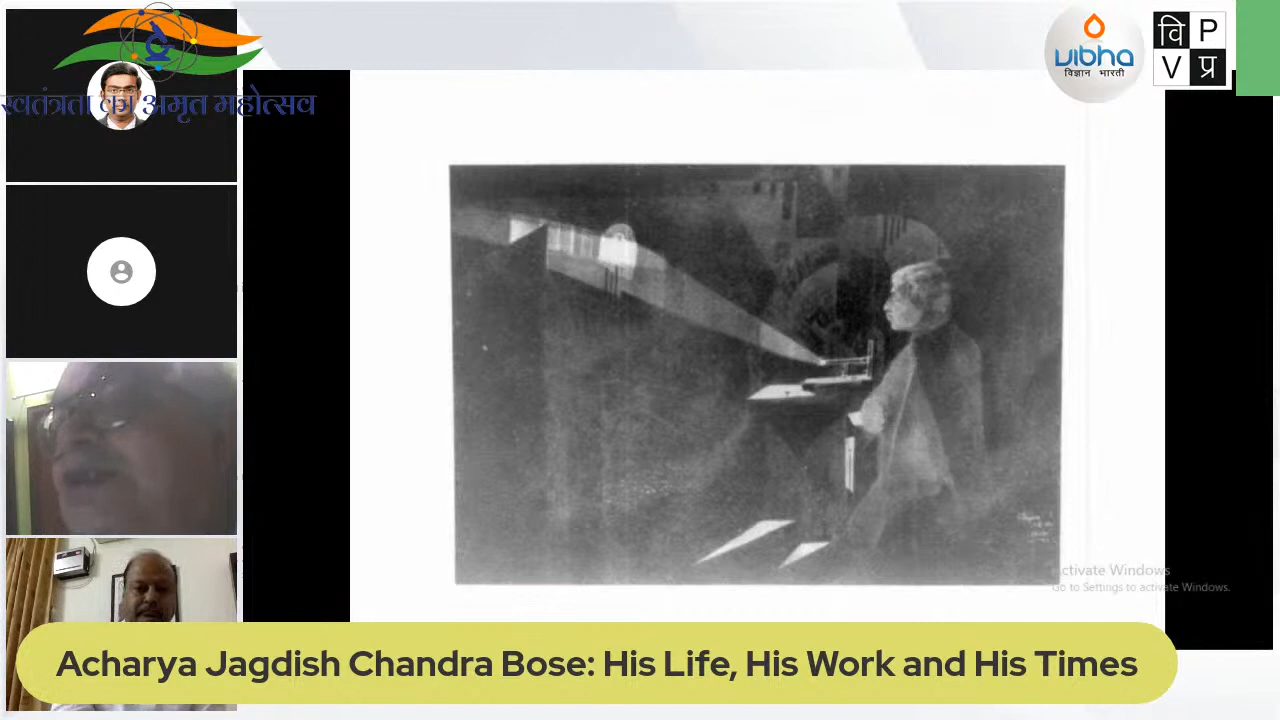 स्वतंत्रता का अमृत महोत्सव
vibha
विज्ञान भारती
वि P
V प्र
Activate Windows
Go to Settings to activate Windows.
Acharya Jagdish Chandra Bose: His Life, His Work and His Times